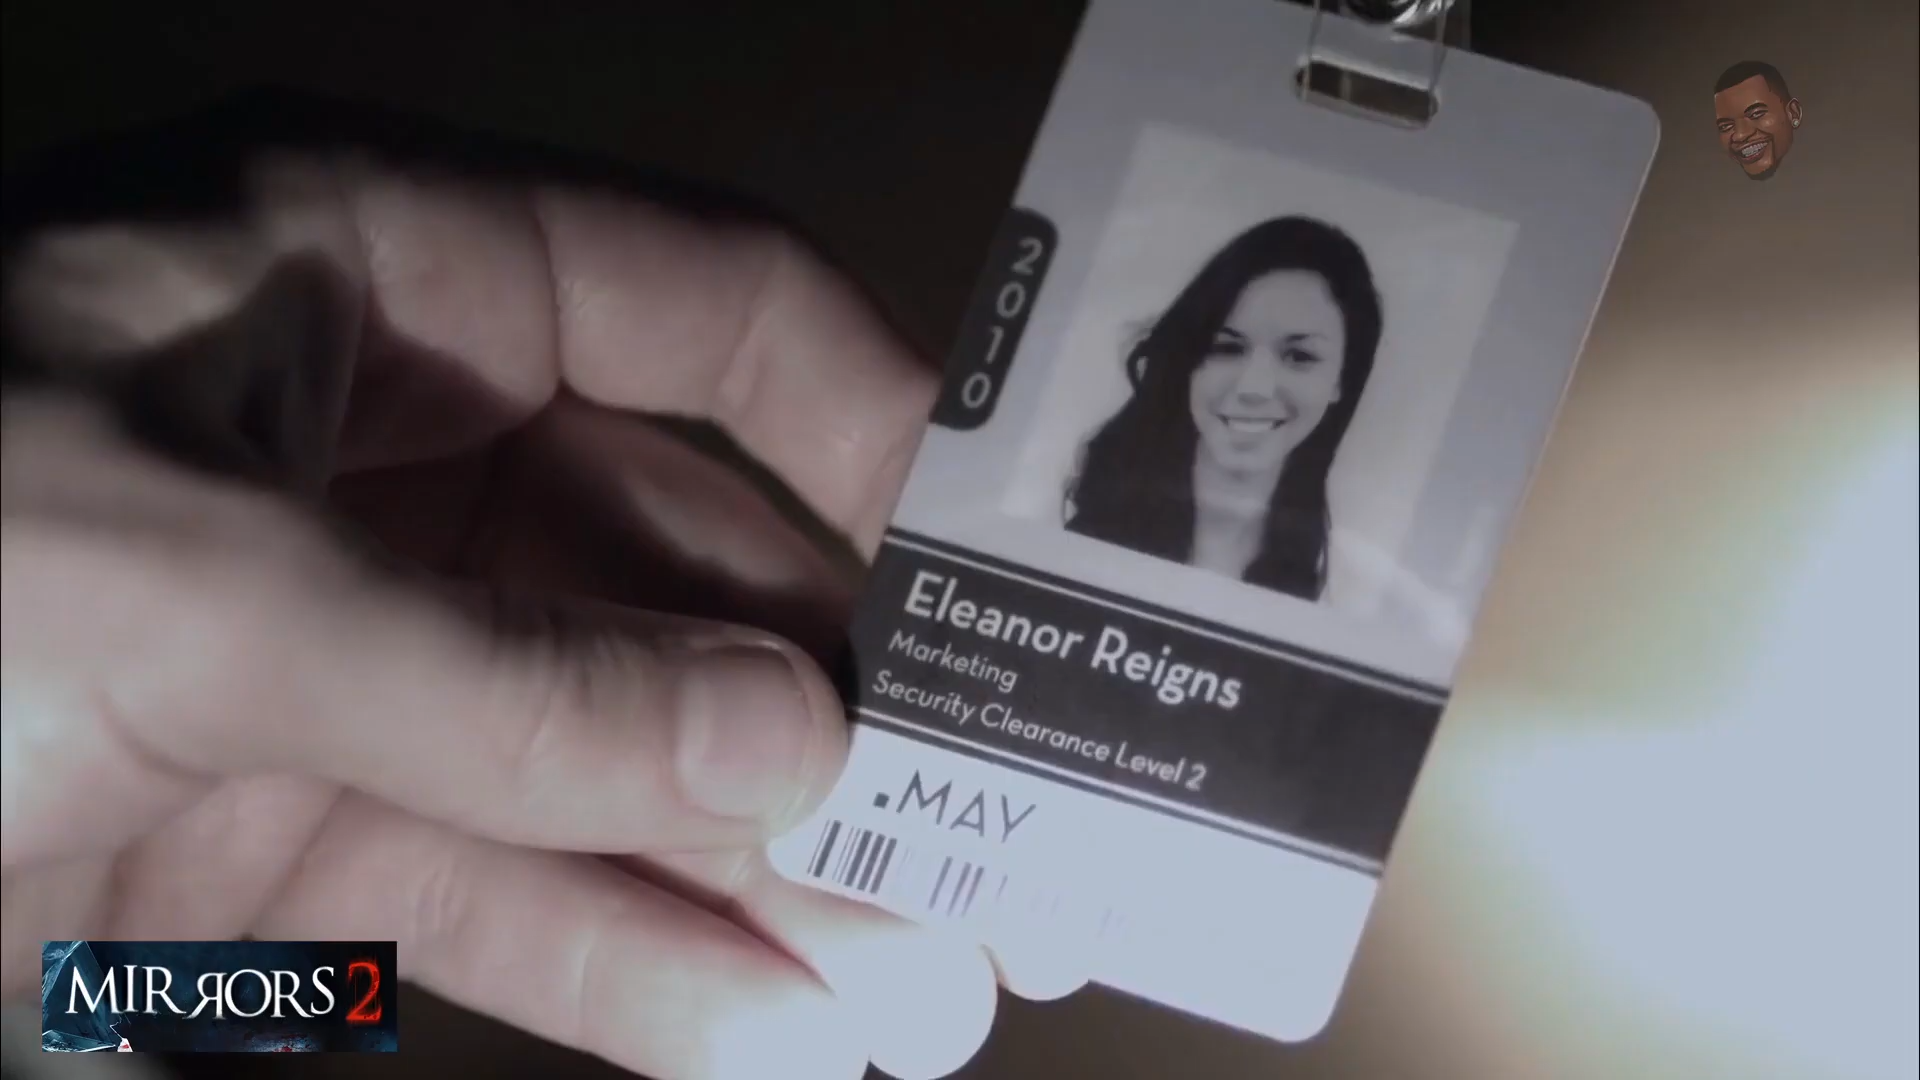 2010
Eleanor Reigns
Marketing
Security Clearance Level 2
.MAY
MIRRORS 2